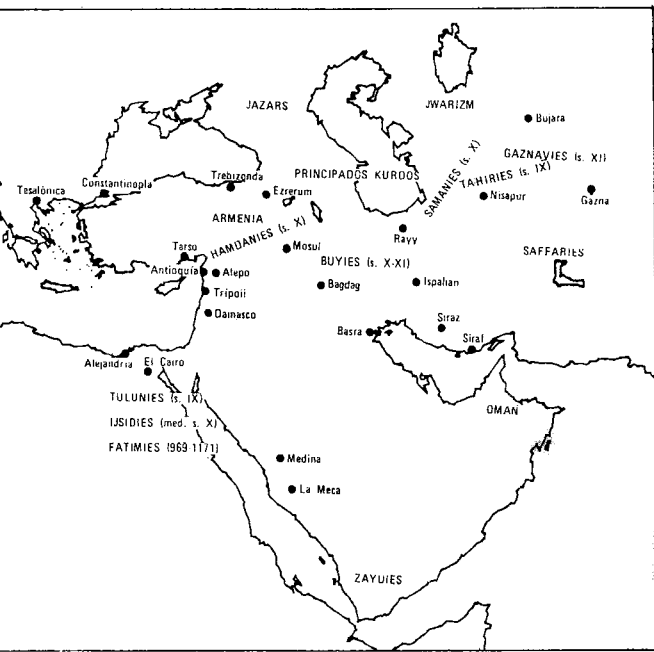 JAZARS
JWARIZM
Bujara
SAMANIES (s. X)
GAZNAVIES (s. XI)
TAHIRIES (s. IX)
PRINCIPADOS KURDOS
Tesalónica
Constantinopla
Trebizonda
Ezrerum
Nisapur
Gazna
ARMENIA
HAMDANIES (s. X)
Rayy
Tarso
Mosul
SAFFARIES
BUYIES (s. X-XI)
Antioquía
Alepo
Bagdag
Ispahan
Trípoli
Damasco
Siraz
Basra
Siraf
Alejandría
El Cairo
TULUNIES (s. IX)
OMAN
IJSIDIES (med. s. X)
FATIMIES (969-1171)
Medina
La Meca
ZAYDIES